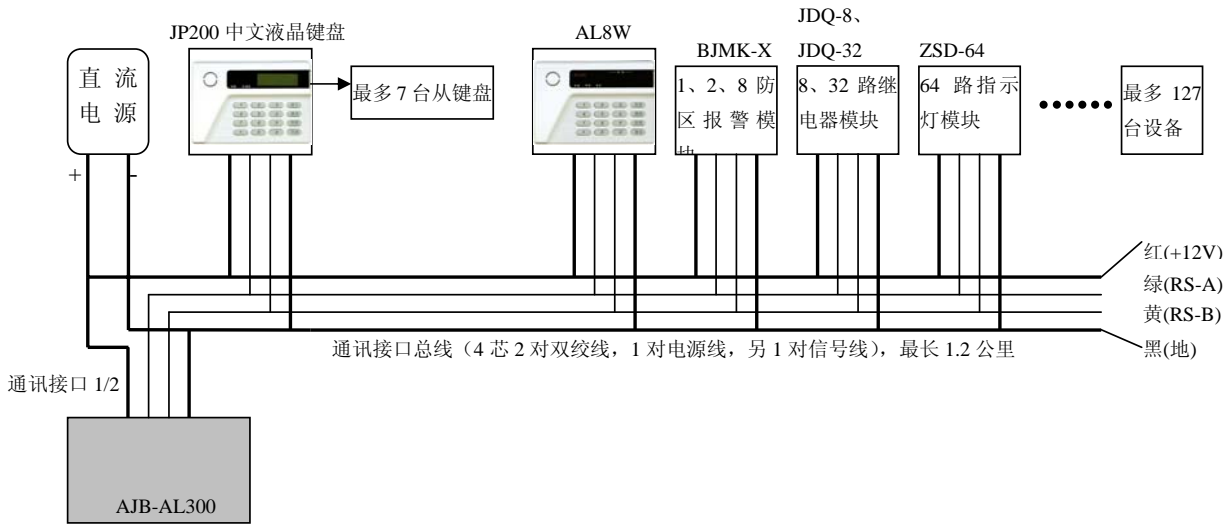 JDQ-8、
JP200 中文液晶键盘
AL8W
BJMK-X
JDQ-32
ZSD-64
直 流
电 源
最多 7 台从键盘
1、2、8 防
区 报 警 模
块
8、32 路继
电器模块
64 路指示
灯模块
••••••
最多 127
台设备
+
-
红(+12V)
绿(RS-A)
黄(RS-B)
黑(地)
通讯接口总线（4 芯 2 对双绞线，1 对电源线，另 1 对信号线），最长 1.2 公里
通讯接口 1/2
AJB-AL300